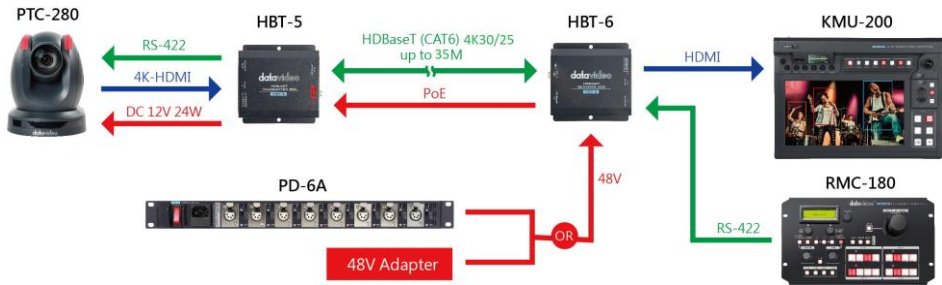 PTC-280
HBT-5
HBT-6
KMU-200
RS-422
HDBaseT (CAT6) 4K30/25
up to 35M
HDMI
4K-HDMI
PoE
DC 12V 24W
datavideo
datavideo
datavideo
PD-6A
48V
RMC-180
OR
RS-422
48V Adapter
datavideo